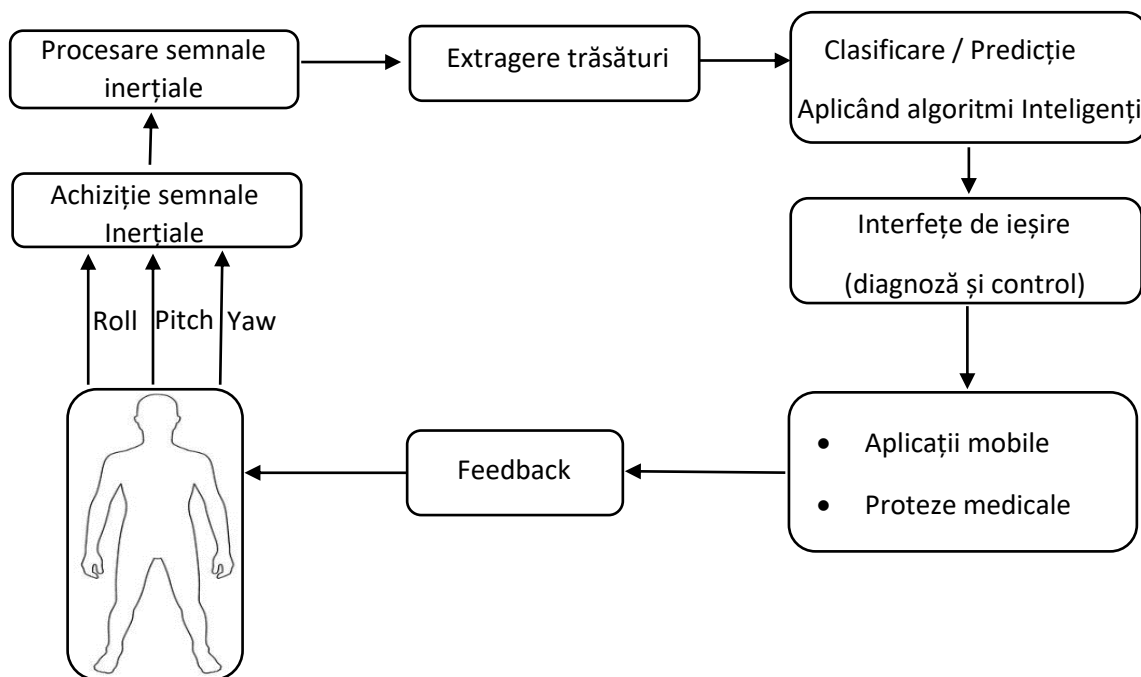 Procesare semnale
inerțiale
Extragere trăsături
Clasificare / Predicție
Aplicând algoritmi Inteligenți
Achiziție semnale
Inerțiale
Interfețe de ieșire
(diagnoză și control)
Roll
Pitch
Yaw
Feedback
• Aplicații mobile
• Proteze medicale